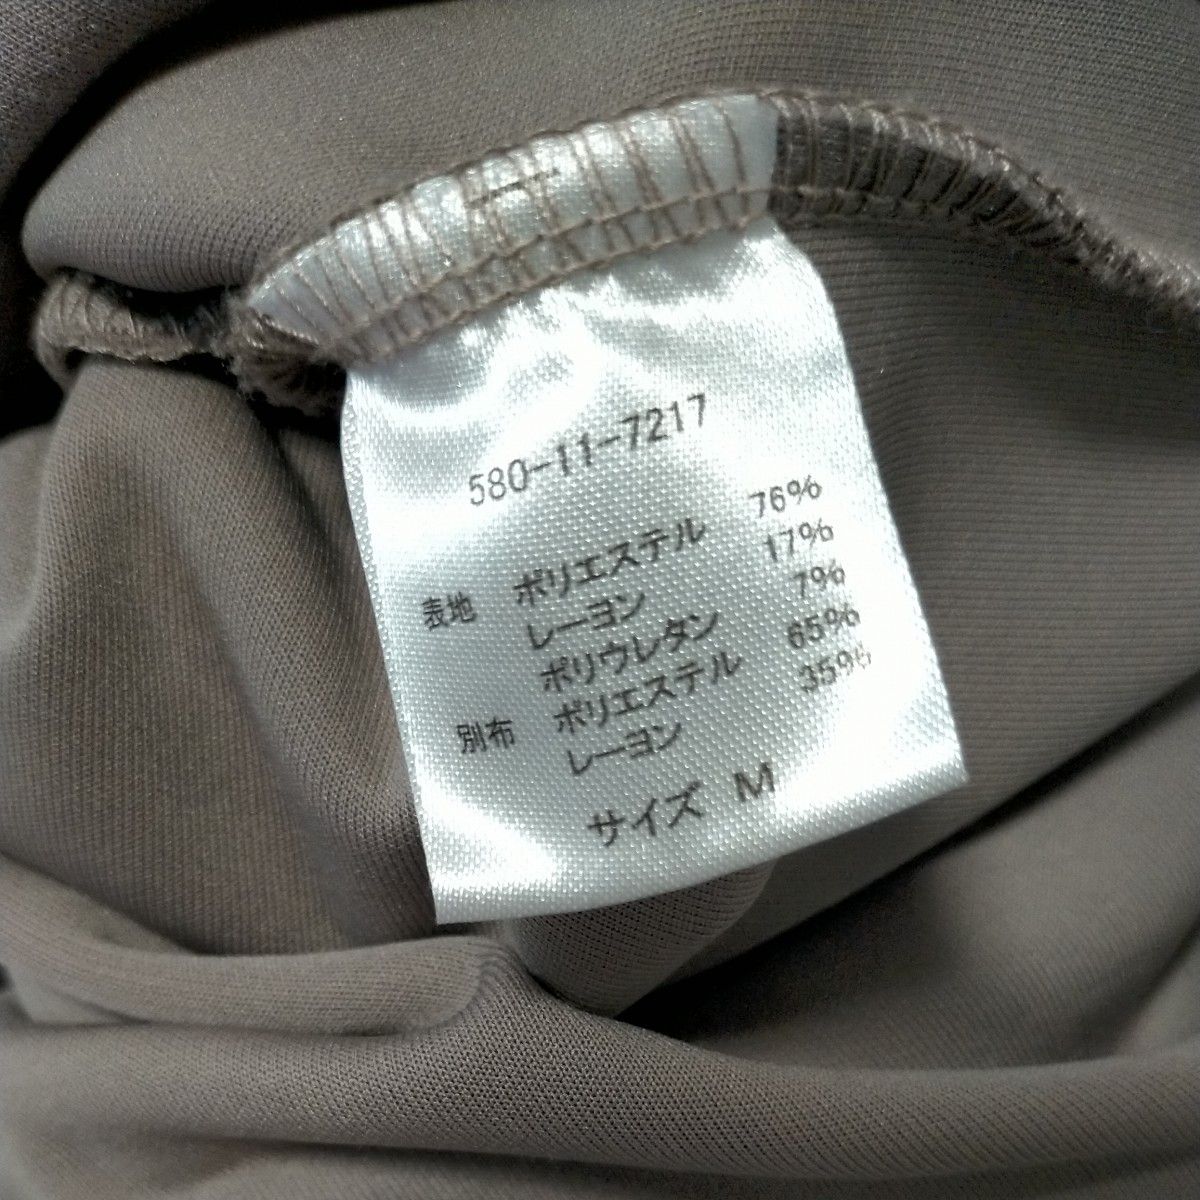 580-11-7217
表地 ポリエステル 76%
レーヨン 17%
ポリウレタン 7%
別布 ポリエステル 65%
レーヨン 35%
サイズ M